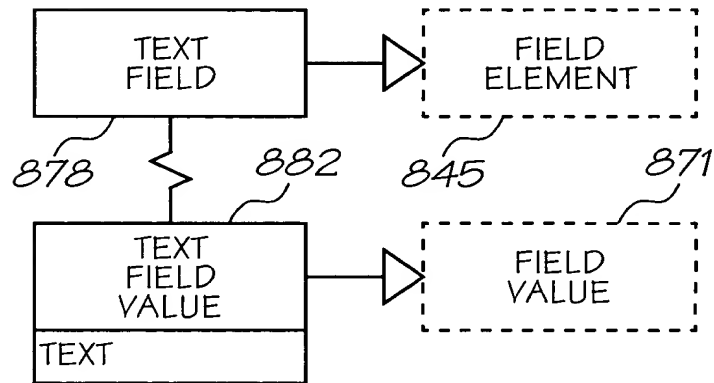 TEXT
FIELD
FIELD
ELEMENT
878
882
845
871
TEXT
FIELD
VALUE
FIELD
VALUE
TEXT